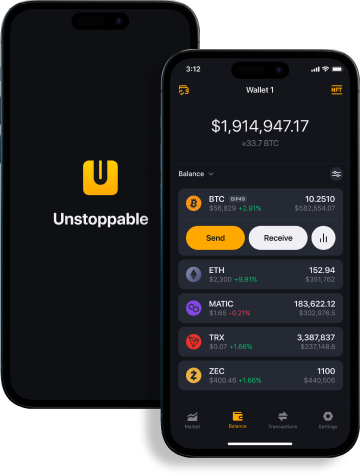 Unstoppable
3:12
Wallet 1
NFT
$1,914,947.17
≈33.7 BTC
Balance
BTC BIP49 10.2510
$56,829 +2.91% $582,554.07
Send Receive
ETH 152.94
$2,300 +9.91% $351,762
MATIC 183,622.12
$1.65 -0.21% $302,976.5
TRX 3,387,837
$0.07 +1.66% $237,148.6
ZEC 1100
$400.46 +1.66% $440,506
Market Balance Transactions Settings